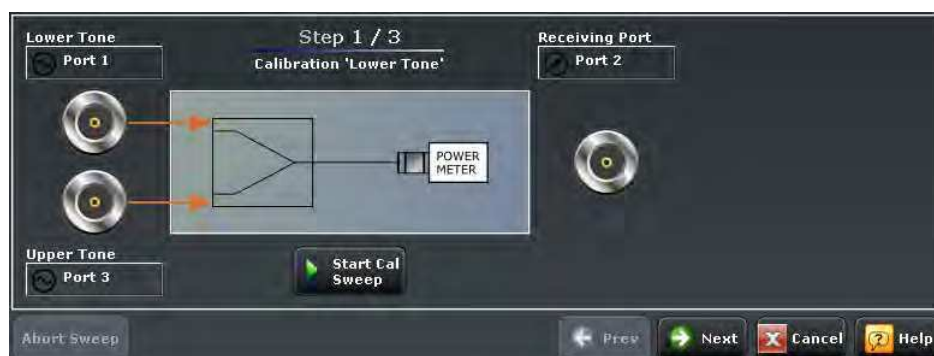 Lower Tone
Port 1
Step 1 / 3
Calibration 'Lower Tone'
Receiving Port
Port 2
POWER
METER
Upper Tone
Port 3
Start Cal
Sweep
Abort Sweep
Prev
Next
Cancel
Help